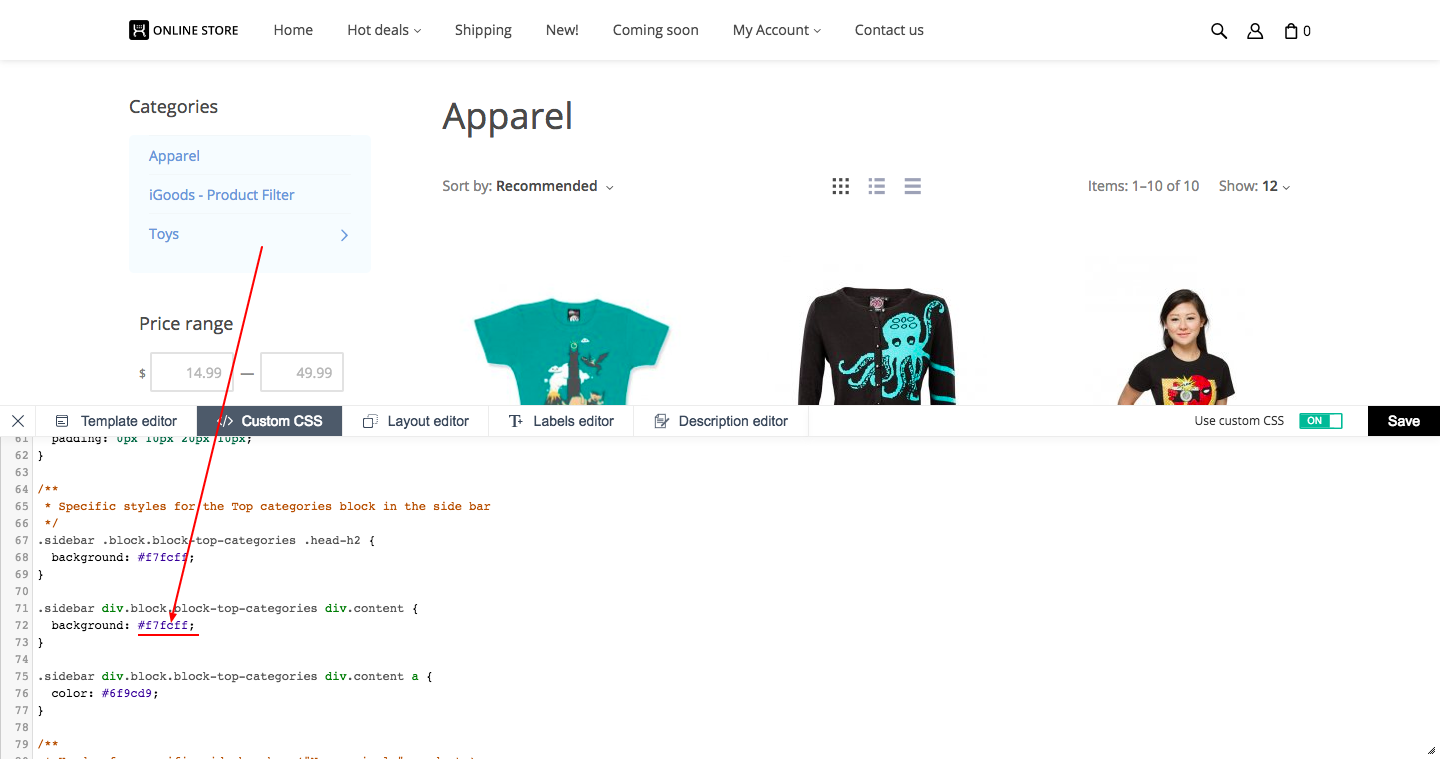 ONLINE STORE Home Hot deals Shipping New! Coming soon My Account Contact us 0
Categories
Apparel
iGoods - Product Filter
Toys
Price range
$ 14.99 — 49.99
Apparel
Sort by: Recommended Items: 1–10 of 10 Show: 12
Template editor </> Custom CSS Layout editor Labels editor Description editor Use custom CSS ON Save
61 padding: 0px 10px 20px 10px;
62 }
63
64 /**
65 * Specific styles for the Top categories block in the side bar
66 */
67 .sidebar .block.block-top-categories .head-h2 {
68 background: #f7fcff;
69 }
70
71 .sidebar div.block.block-top-categories div.content {
72 background: #f7fcff;
73 }
74
75 .sidebar div.block.block-top-categories div.content a {
76 color: #6f9cd9;
77 }
78
79 /**